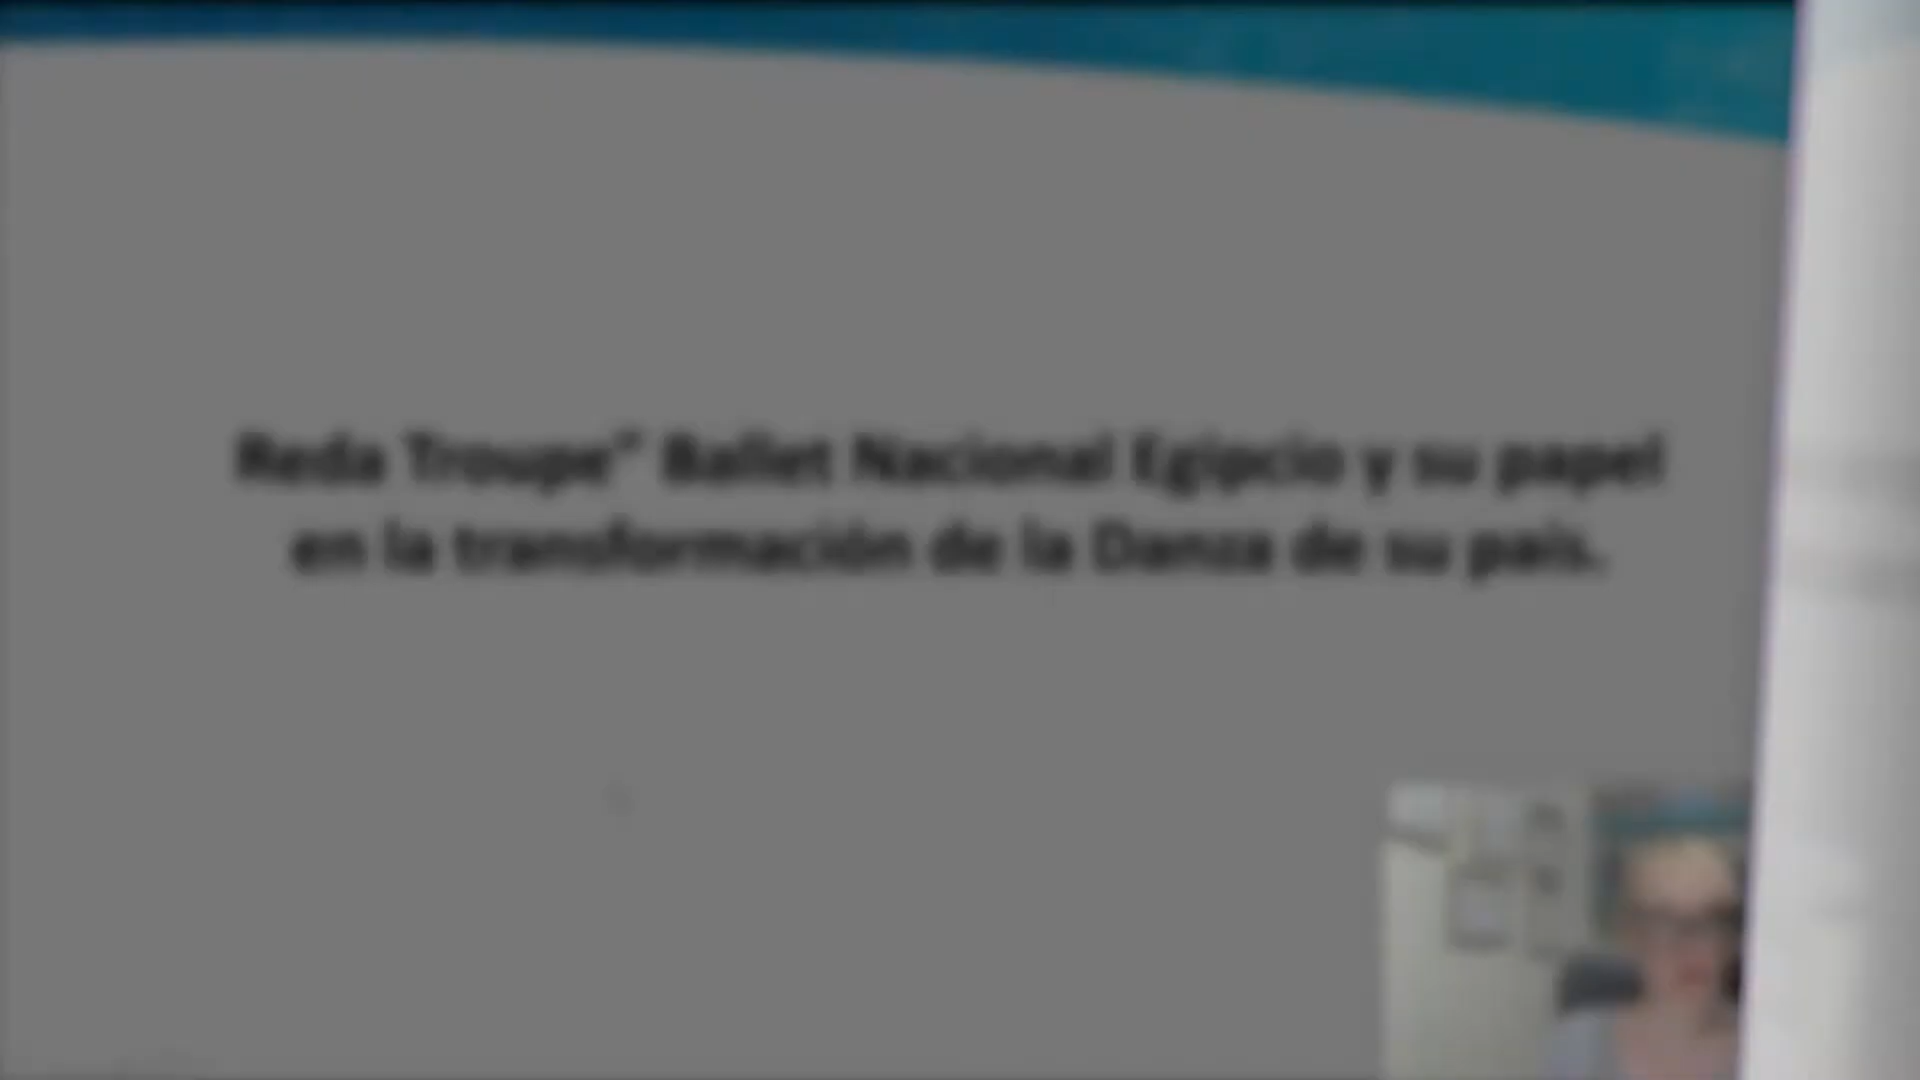 Reda Troupe" Ballet Nacional Egipcio y su papel
en la transformación de la Danza de su país.